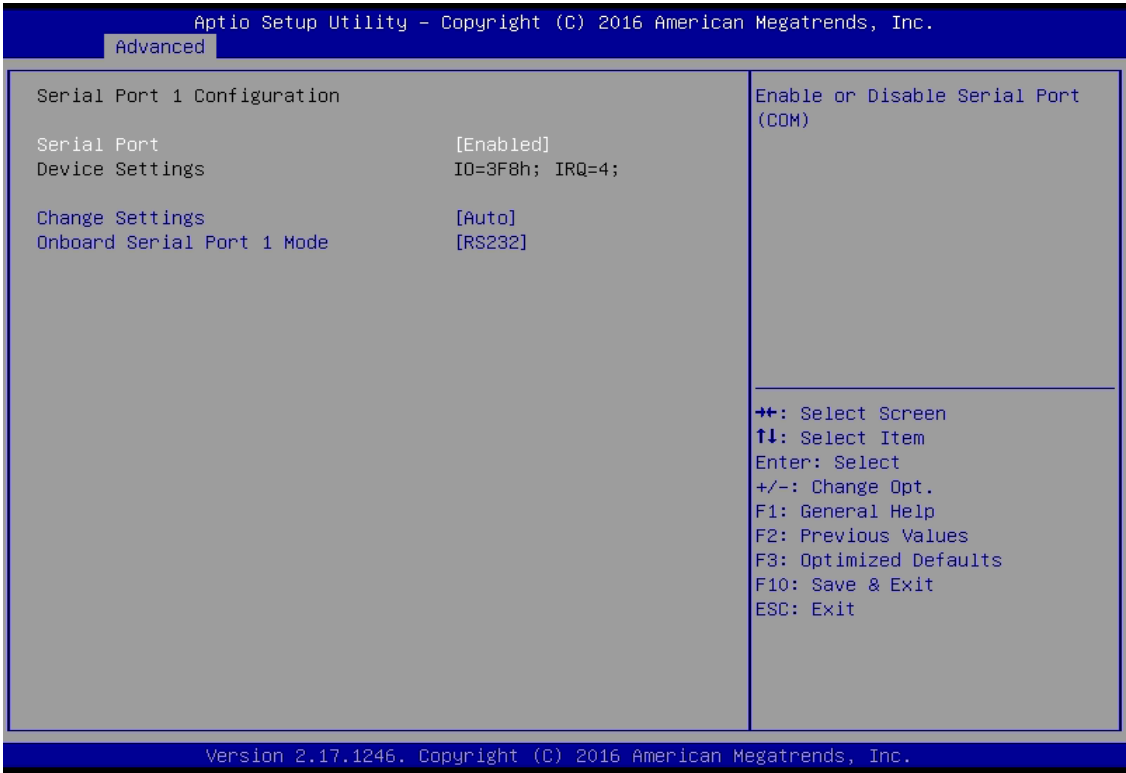 Aptio Setup Utility – Copyright (C) 2016 American Megatrends, Inc.
Advanced
Serial Port 1 Configuration
Serial Port [Enabled]
Device Settings IO=3F8h; IRQ=4;
Change Settings [Auto]
Onboard Serial Port 1 Mode [RS232]
Enable or Disable Serial Port
(COM)
→←: Select Screen
↑↓: Select Item
Enter: Select
+/-: Change Opt.
F1: General Help
F2: Previous Values
F3: Optimized Defaults
F10: Save & Exit
ESC: Exit
Version 2.17.1246. Copyright (C) 2016 American Megatrends, Inc.